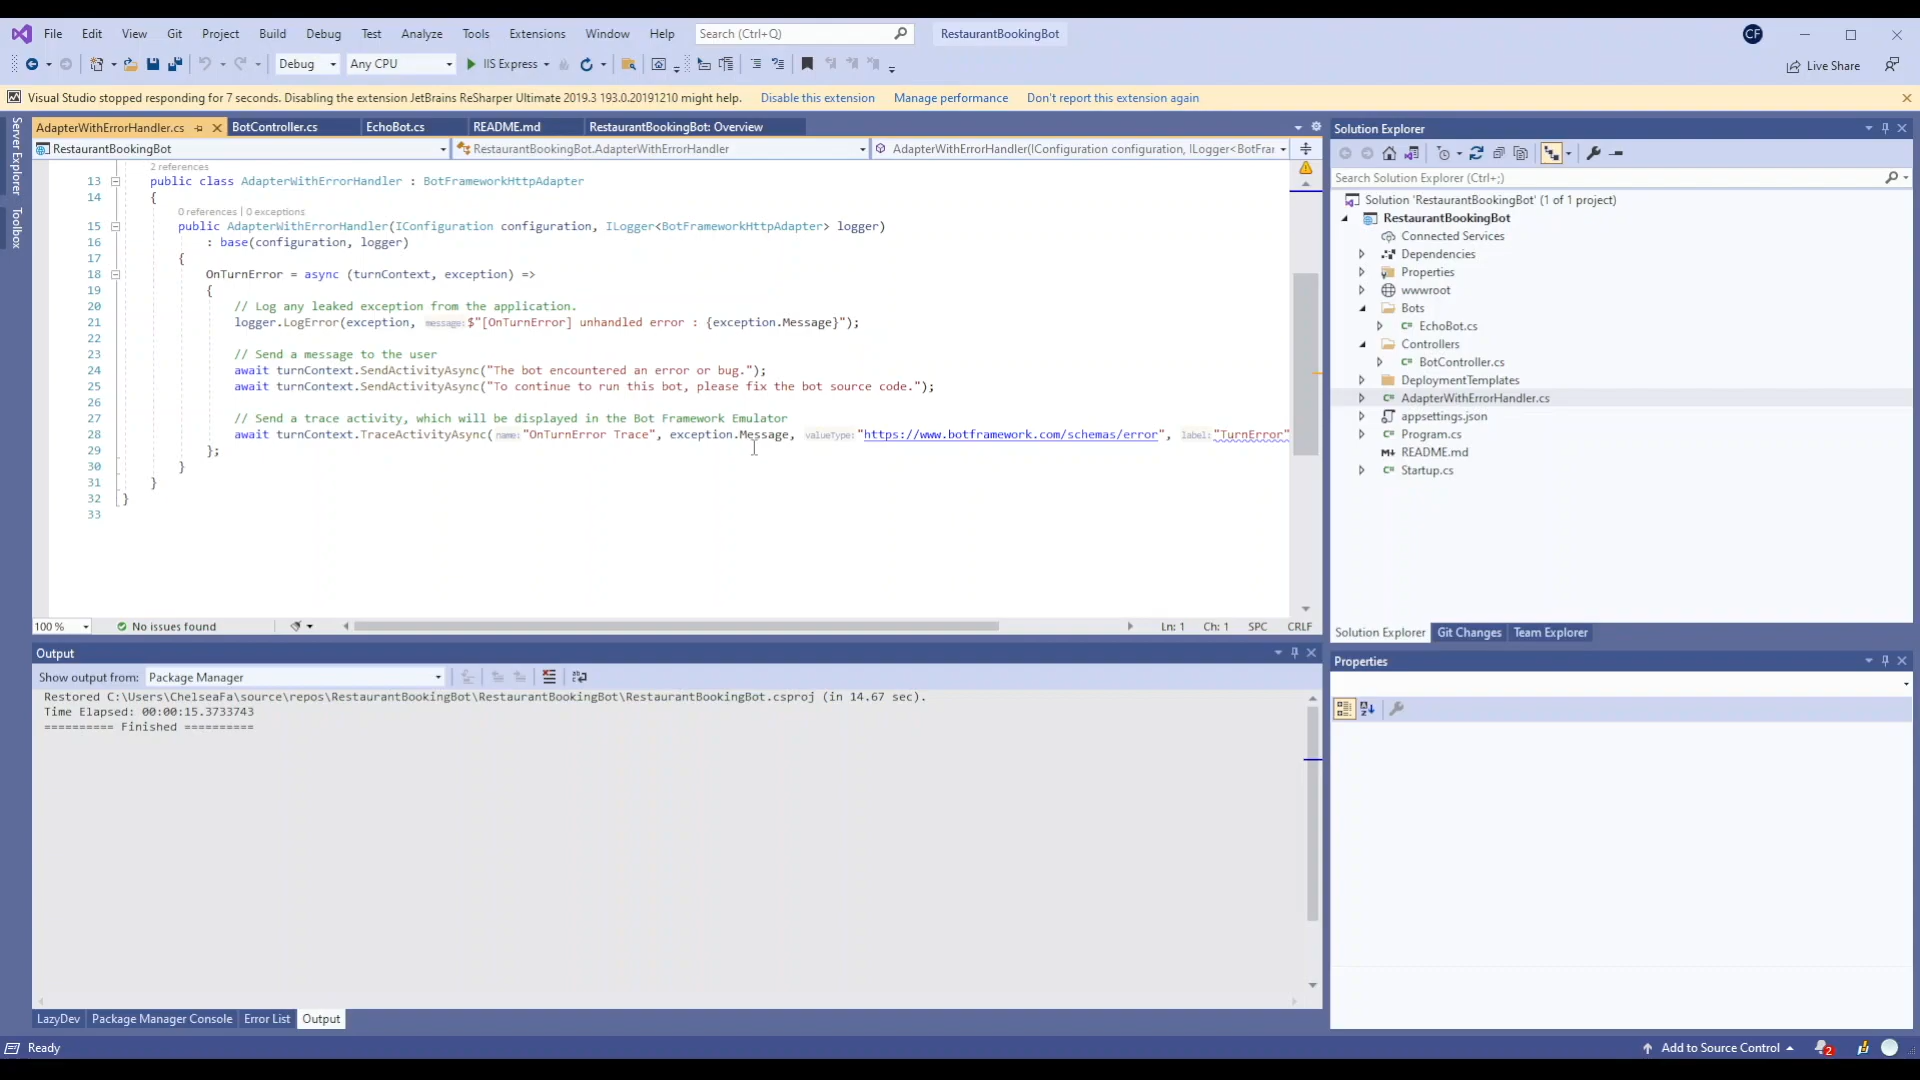 File Edit View Git Project Build Debug Test Analyze Tools Extensions Window Help Search (Ctrl+Q) RestaurantBookingBot CF
Debug Any CPU IIS Express Live Share
Visual Studio stopped responding for 7 seconds. Disabling the extension JetBrains ReSharper Ultimate 2019.3 193.0.20191210 might help. Disable this extension Manage performance Don't report this extension again
Server Explorer
Toolbox
AdapterWithErrorHandler.cs BotController.cs EchoBot.cs README.md RestaurantBookingBot: Overview
RestaurantBookingBot RestaurantBookingBot.AdapterWithErrorHandler AdapterWithErrorHandler(IConfiguration configuration, ILogger<BotFrar
2 references
13 public class AdapterWithErrorHandler : BotFrameworkHttpAdapter
14 {
0 references | 0 exceptions
15 public AdapterWithErrorHandler(IConfiguration configuration, ILogger<BotFrameworkHttpAdapter> logger)
16 : base(configuration, logger)
17 {
18 OnTurnError = async (turnContext, exception) =>
19 {
20 // Log any leaked exception from the application.
21 logger.LogError(exception, message: $"[OnTurnError] unhandled error : {exception.Message}");
22
23 // Send a message to the user
24 await turnContext.SendActivityAsync("The bot encountered an error or bug.");
25 await turnContext.SendActivityAsync("To continue to run this bot, please fix the bot source code.");
26
27 // Send a trace activity, which will be displayed in the Bot Framework Emulator
28 await turnContext.TraceActivityAsync( name: "OnTurnError Trace", exception.Message, valueType: "https://www.botframework.com/schemas/error", label: "TurnError"
29 };
30 }
31 }
32 }
33
100 % No issues found Ln: 1 Ch: 1 SPC CRLF
Output
Show output from: Package Manager
Restored C:\Users\ChelseaFa\source\repos\RestaurantBookingBot\RestaurantBookingBot\RestaurantBookingBot.csproj (in 14.67 sec).
Time Elapsed: 00:00:15.3733743
========== Finished ==========
LazyDev Package Manager Console Error List Output
Solution Explorer
Search Solution Explorer (Ctrl+;)
Solution 'RestaurantBookingBot' (1 of 1 project)
RestaurantBookingBot
Connected Services
Dependencies
Properties
wwwroot
Bots
C# EchoBot.cs
Controllers
C# BotController.cs
DeploymentTemplates
C# AdapterWithErrorHandler.cs
appsettings.json
C# Program.cs
README.md
C# Startup.cs
Solution Explorer Git Changes Team Explorer
Properties
Ready Add to Source Control 2